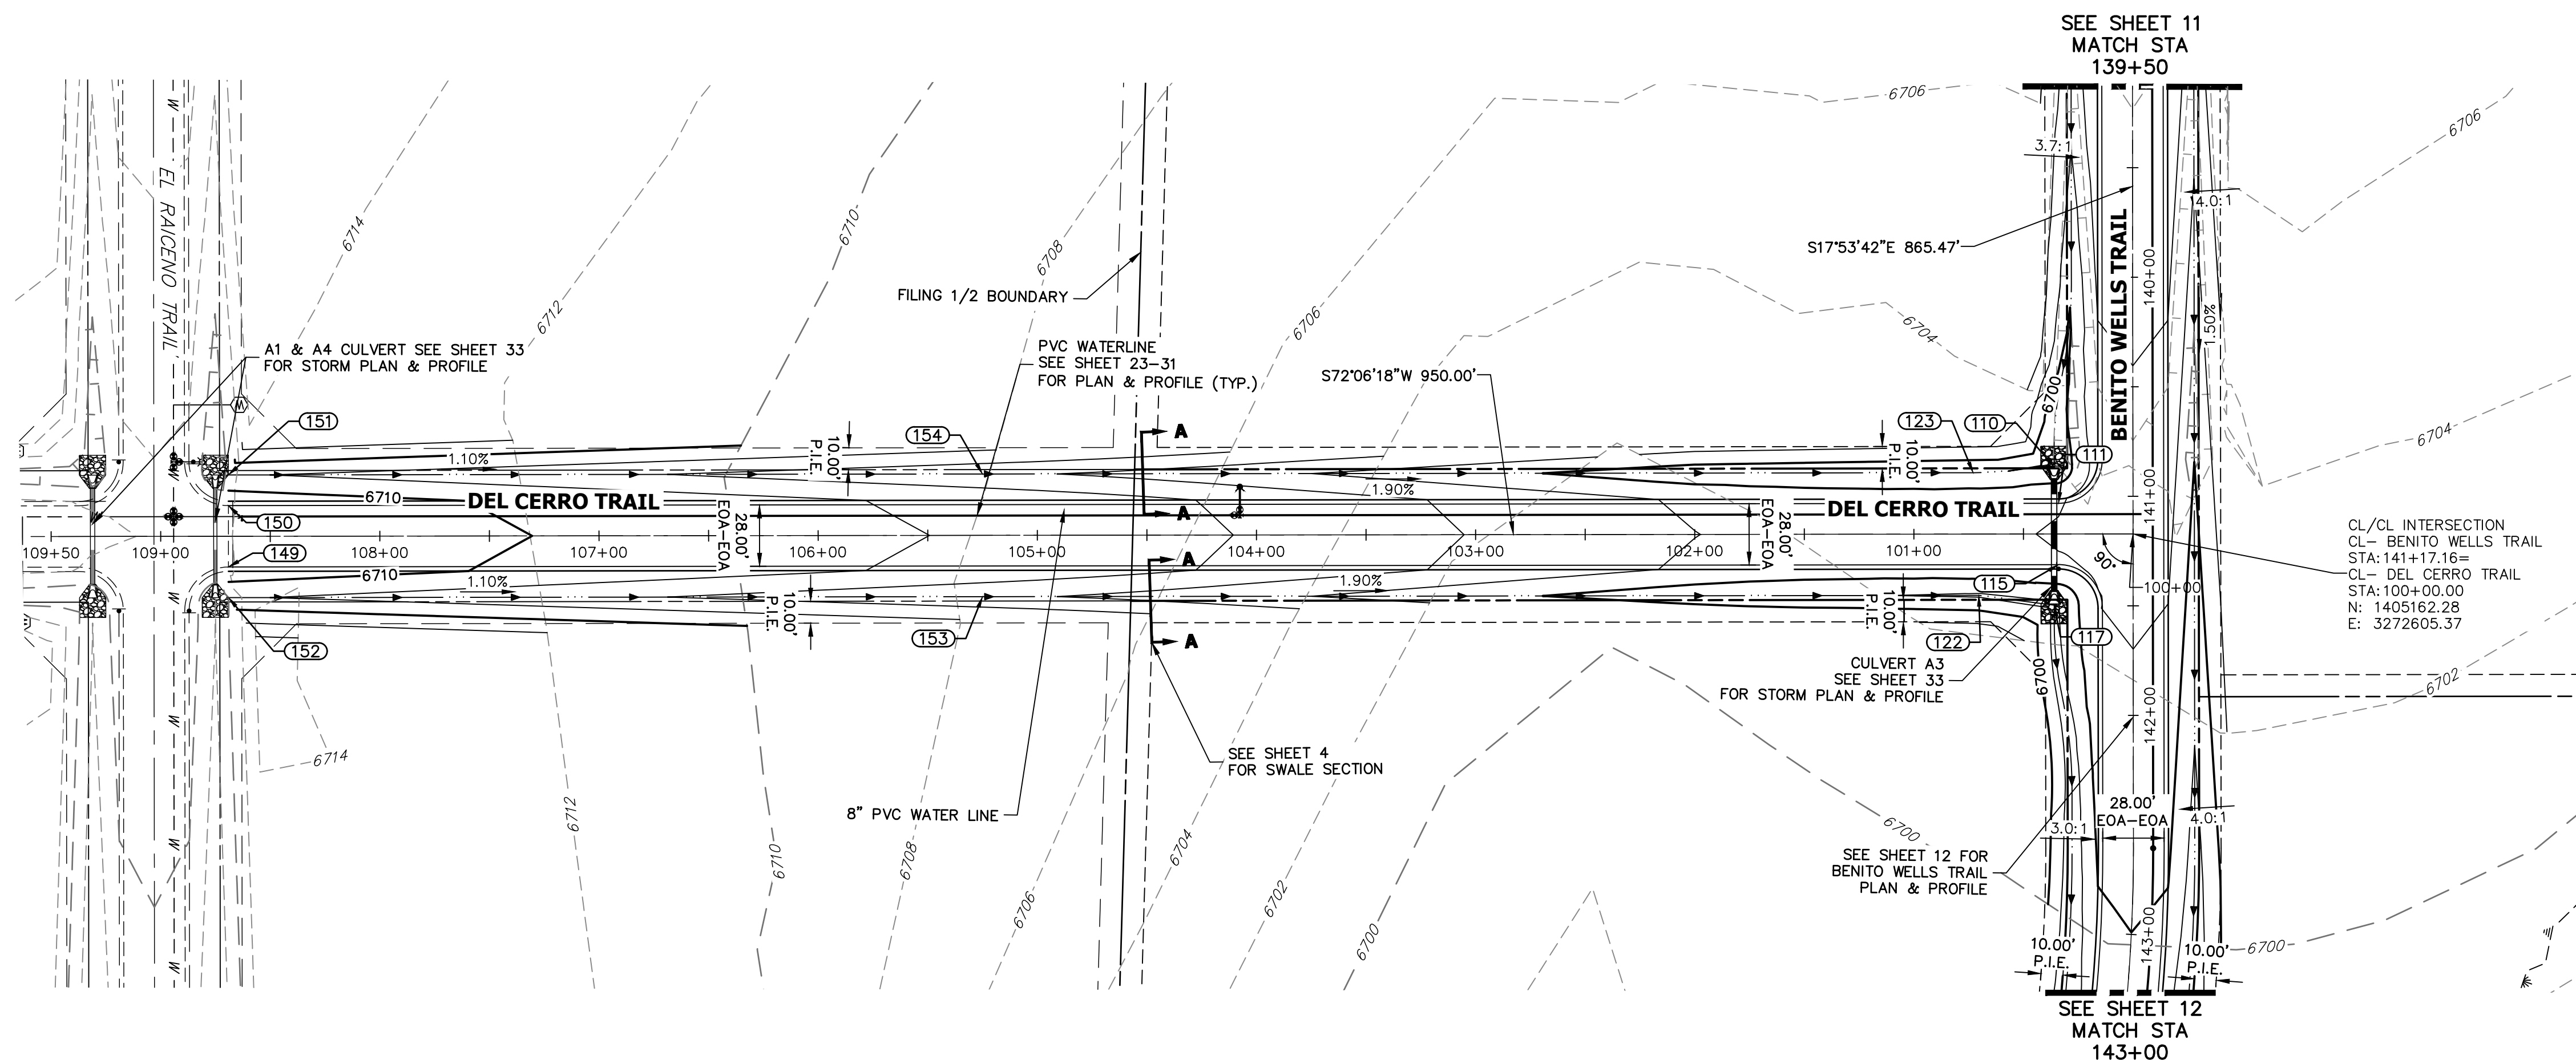 SEE SHEET 11
MATCH STA
139+50
6706
6706
3.7:1
4.0:1
EL RAICENO TRAIL
W
6714
6710
6708
S17°53'42"E 865.47'
BENITO WELLS TRAIL
140+00
FILING 1/2 BOUNDARY
6712
6706
6704
1.50%
A1 & A4 CULVERT SEE SHEET 33
FOR STORM PLAN & PROFILE
PVC WATERLINE
SEE SHEET 23-31
FOR PLAN & PROFILE (TYP.)
S72°06'18"W 950.00'
6700
M
151
154
A
123
110
6704
10.00'
P.I.E.
10.00'
P.I.E.
111
1.10%
1.90%
6710
DEL CERRO TRAIL
28.00'
EOA-EOA
A
28.00'
EOA-EOA
DEL CERRO TRAIL
141+00
150
W
109+50
109+00
108+00
107+00
106+00
105+00
104+00
103+00
102+00
101+00
CL/CL INTERSECTION
CL- BENITO WELLS TRAIL
STA:141+17.16=
CL- DEL CERRO TRAIL
STA:100+00.00
N: 1405162.28
E: 3272605.37
149
A
90°
6710
1.10%
1.90%
115
100+00
10.00'
P.I.E.
10.00'
P.I.E.
153
A
122
117
152
CULVERT A3
SEE SHEET 33
FOR STORM PLAN & PROFILE
6700
6702
W
142+00
6714
SEE SHEET 4
FOR SWALE SECTION
8" PVC WATER LINE
6712
6710
6708
6704
6700
28.00'
EOA-EOA
3.0:1
4.0:1
SEE SHEET 12 FOR
BENITO WELLS TRAIL
PLAN & PROFILE
6706
6702
6700
W
143+00
10.00'
P.I.E.
10.00'
P.I.E.
6700
W
SEE SHEET 12
MATCH STA
143+00